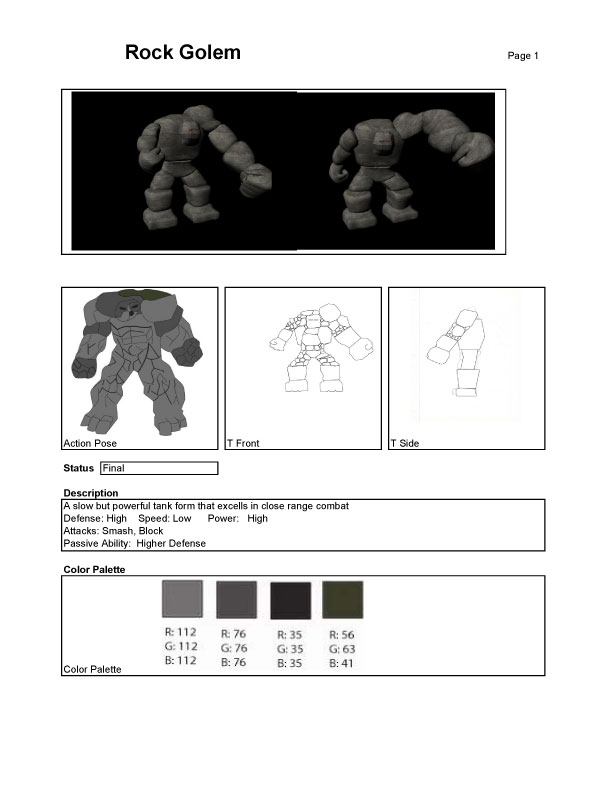 Rock Golem
Page 1
Action Pose
T Front
T Side
Status Final
Description
A slow but powerful tank form that excells in close range combat
Defense: High Speed: Low Power: High
Attacks: Smash, Block
Passive Ability: Higher Defense
Color Palette
R: 112 R: 76 R: 35 R: 56
G: 112 G: 76 G: 35 G: 63
B: 112 B: 76 B: 35 B: 41
Color Palette